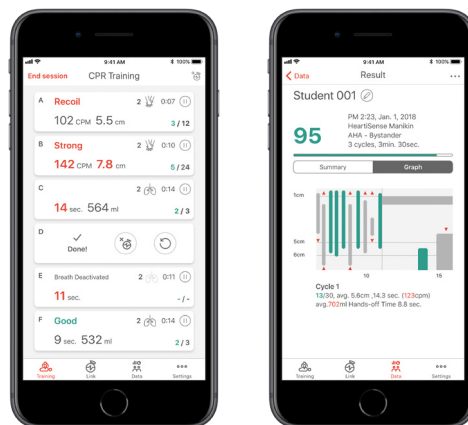 9:41 AM
100%
End session
CPR Training
A Recoil 2 0:07
102 CPM 5.5 cm 3 / 12
B Strong 2 0:10
142 CPM 7.8 cm 5 / 24
C 2 0:14
14 sec. 564 ml 2 / 3
D
Done!
E Breath Deactivated 2 0:11
11 sec. - / -
F Good 2 0:14
9 sec. 532 ml 2 / 3
Training Link Data Settings
9:41 AM
100%
Data
Result
Student 001
95
PM 2:23, Jan. 1, 2018
HeartiSense Manikin
AHA - Bystander
3 cycles, 3min. 30sec.
Summary Graph
1cm
5cm
6cm
10 15
Cycle 1
13/30, avg. 5.6cm ,14.3 sec. (123cpm)
avg.702ml Hands-off Time 8.8 sec.
Training Link Data Settings